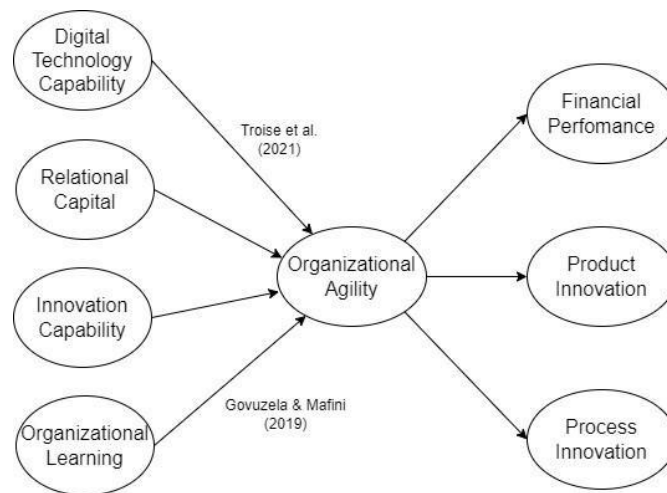 Digital
Technology
Capability
Troise et al.
(2021)
Financial
Perfomance
Relational
Capital
Organizational
Agility
Product
Innovation
Innovation
Capability
Govuzela & Mafini
(2019)
Organizational
Learning
Process
Innovation